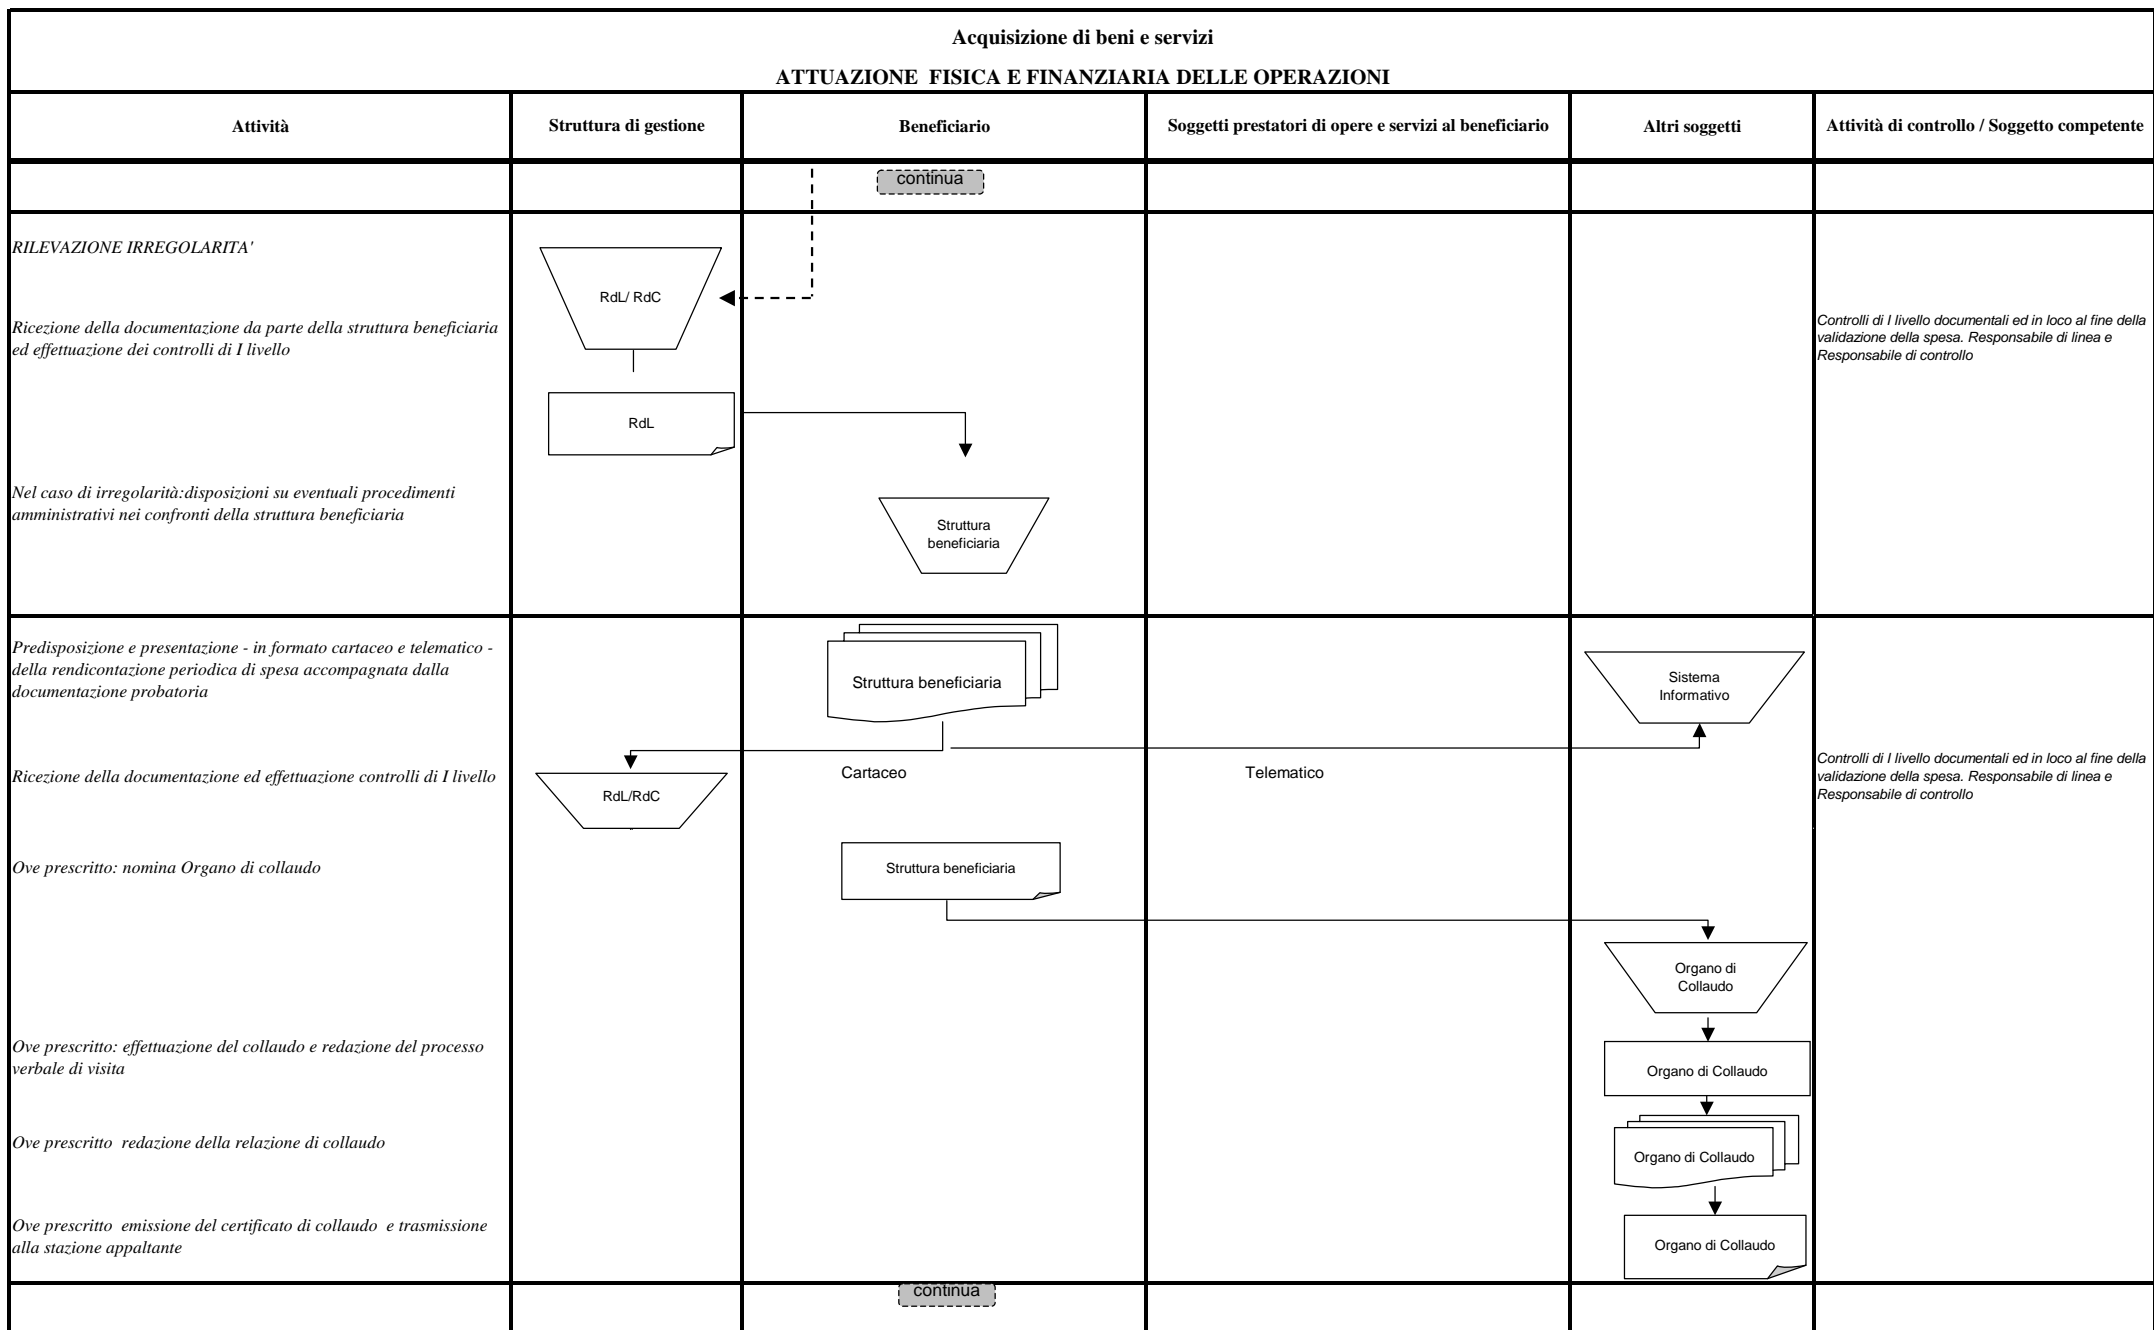 Acquisizione di beni e servizi
ATTUAZIONE  FISICA E FINANZIARIA DELLE OPERAZIONI
Attività
Struttura di gestione
Beneficiario
Soggetti prestatori di opere e servizi al beneficiario
Altri soggetti
Attività di controllo / Soggetto competente
continua
RILEVAZIONE IRREGOLARITA'
RdL/ RdC
Ricezione della documentazione da parte della struttura beneficiaria
ed effettuazione dei controlli di I livello
Controlli di I livello documentali ed in loco al fine della
validazione della spesa. Responsabile di linea e
Responsabile di controllo
RdL
Nel caso di irregolarità:disposizioni su eventuali procedimenti
amministrativi nei confronti della struttura beneficiaria
Struttura
beneficiaria
Predisposizione e presentazione - in formato cartaceo e telematico -
della rendicontazione periodica di spesa accompagnata dalla
documentazione probatoria
Struttura beneficiaria
Sistema
Informativo
Ricezione della documentazione ed effettuazione controlli di I livello
RdL/RdC
Cartaceo
Telematico
Controlli di I livello documentali ed in loco al fine della
validazione della spesa. Responsabile di linea e
Responsabile di controllo
Ove prescritto: nomina Organo di collaudo
Struttura beneficiaria
Organo di
Collaudo
Ove prescritto: effettuazione del collaudo e redazione del processo
verbale di visita
Organo di Collaudo
Ove prescritto  redazione della relazione di collaudo
Organo di Collaudo
Ove prescritto  emissione del certificato di collaudo  e trasmissione
alla stazione appaltante
Organo di Collaudo
continua